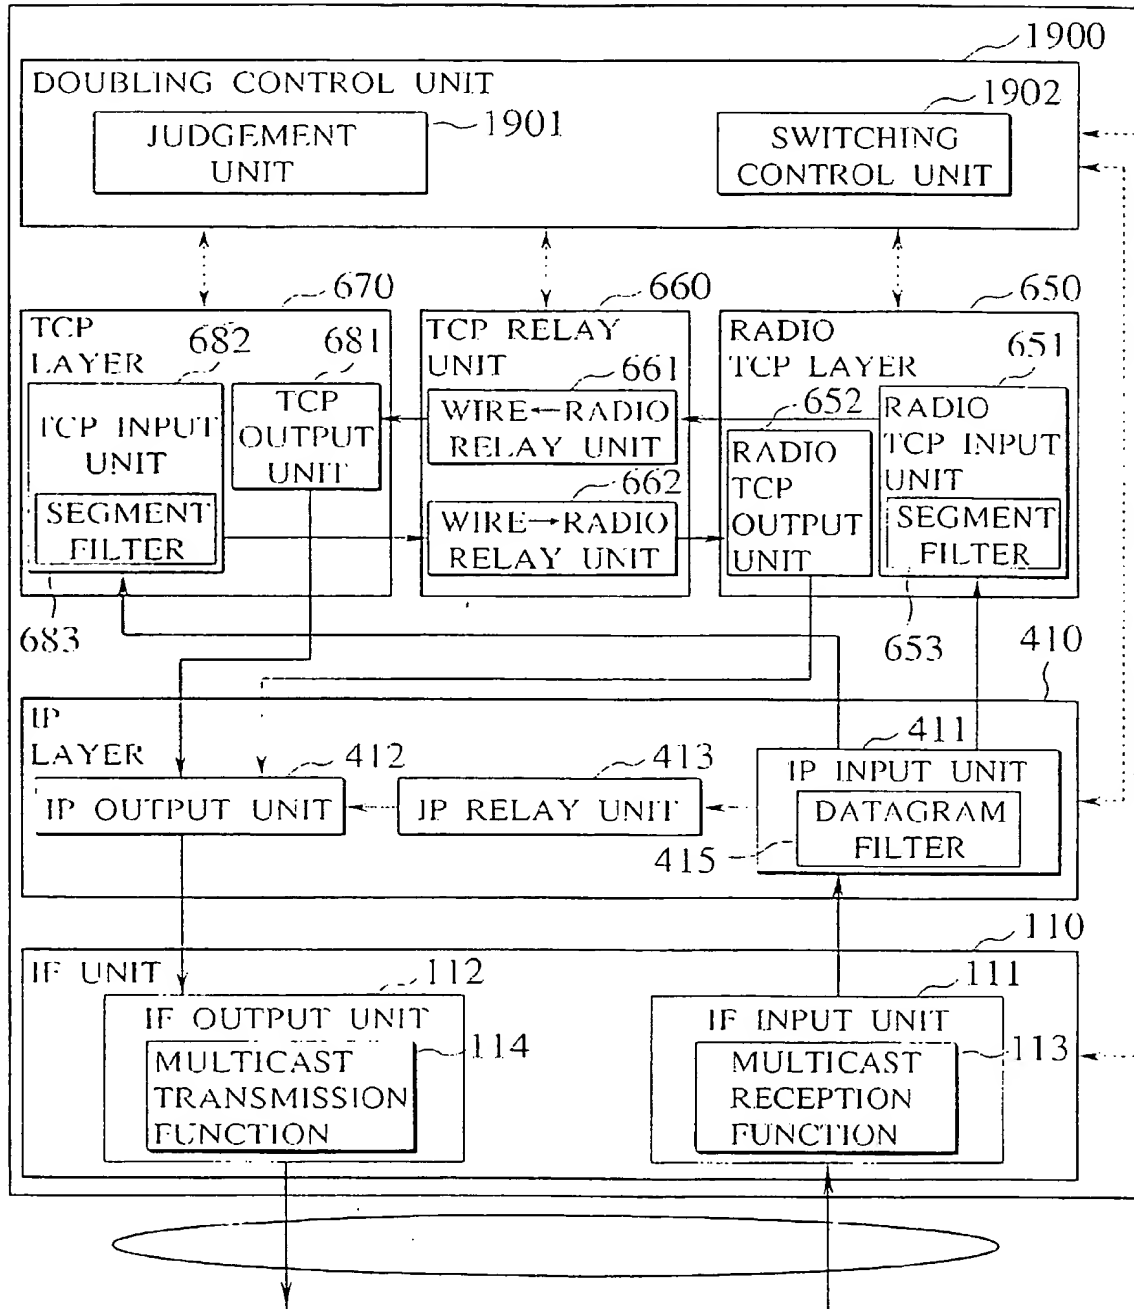 1900
DOUBLING CONTROL UNIT
1902
JUDGEMENT
UNIT
1901
SWITCHING
CONTROL UNIT
670
660
650
TCP
LAYER
682
681
TCP INPUT
UNIT
SEGMENT
FILTER
683
TCP
OUTPUT
UNIT
TCP RELAY
UNIT
661
WIRE←RADIO
RELAY UNIT
662
WIRE→RADIO
RELAY UNIT
RADIO
TCP LAYER
651
652
RADIO
TCP
OUTPUT
UNIT
RADIO
TCP INPUT
UNIT
SEGMENT
FILTER
653
410
IP
LAYER
412
413
411
IP OUTPUT UNIT
IP RELAY UNIT
IP INPUT UNIT
DATAGRAM
FILTER
415
110
IF UNIT
112
111
IF OUTPUT UNIT
114
MULTICAST
TRANSMISSION
FUNCTION
IF INPUT UNIT
113
MULTICAST
RECEPTION
FUNCTION